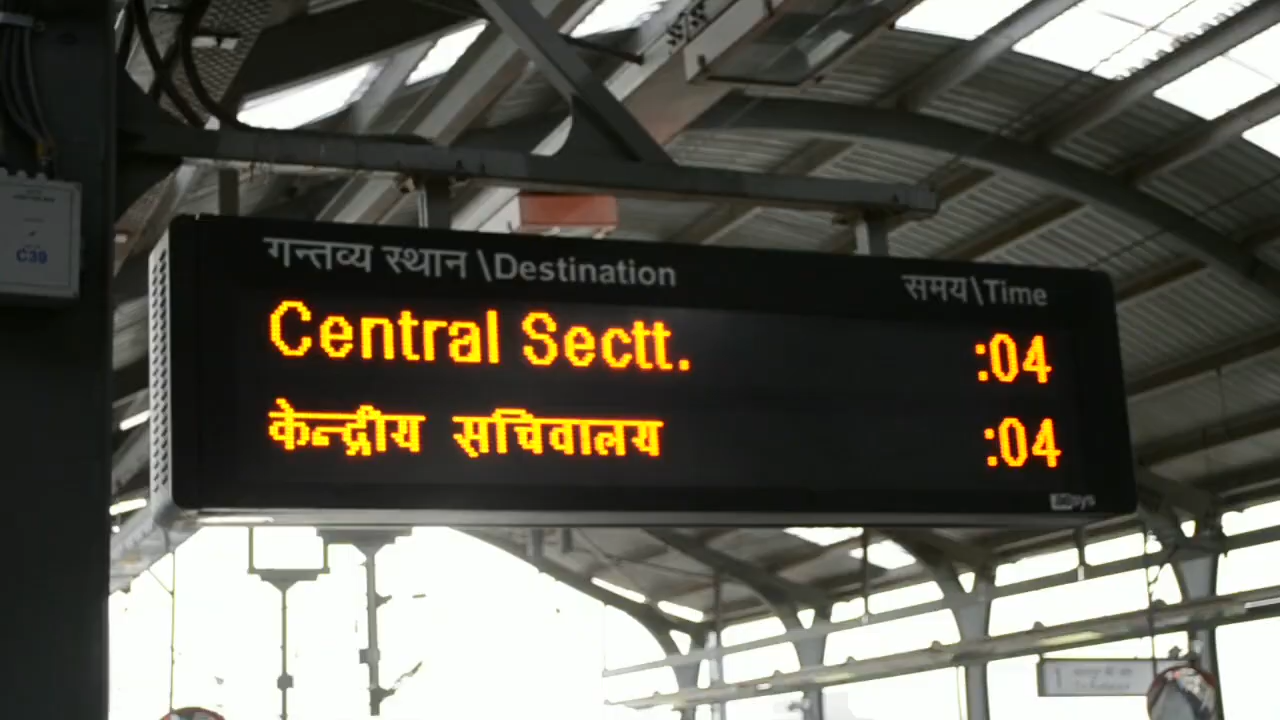 गन्तव्य स्थान \Destination
समय\Time
Central Sectt.
:04
केन्द्रीय सचिवालय
:04
C39